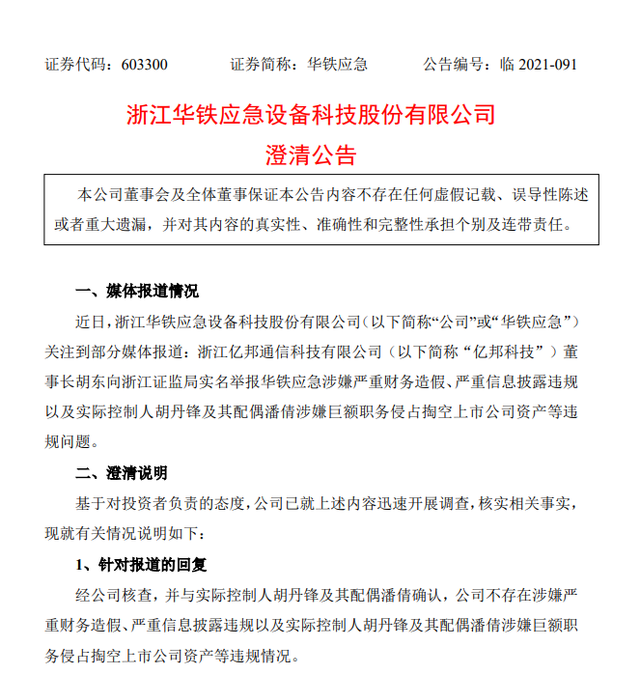 证券代码：603300 证券简称：华铁应急 公告编号：临 2021-091
浙江华铁应急设备科技股份有限公司
澄清公告
本公司董事会及全体董事保证本公告内容不存在任何虚假记载、误导性陈述
或者重大遗漏，并对其内容的真实性、准确性和完整性承担个别及连带责任。
一、媒体报道情况
近日，浙江华铁应急设备科技股份有限公司（以下简称“公司”或“华铁应急”）
关注到部分媒体报道：浙江亿邦通信科技有限公司（以下简称“亿邦科技”）董
事长胡东向浙江证监局实名举报华铁应急涉嫌严重财务造假、严重信息披露违规
以及实际控制人胡丹锋及其配偶潘倩涉嫌巨额职务侵占掏空上市公司资产等违
规问题。
二、澄清说明
基于对投资者负责的态度，公司已就上述内容迅速开展调查，核实相关事实，
现就有关情况说明如下：
1、针对报道的回复
经公司核查，并与实际控制人胡丹锋及其配偶潘倩确认，公司不存在涉嫌严
重财务造假、严重信息披露违规以及实际控制人胡丹锋及其配偶潘倩涉嫌巨额职
务侵占掏空上市公司资产等违规情况。